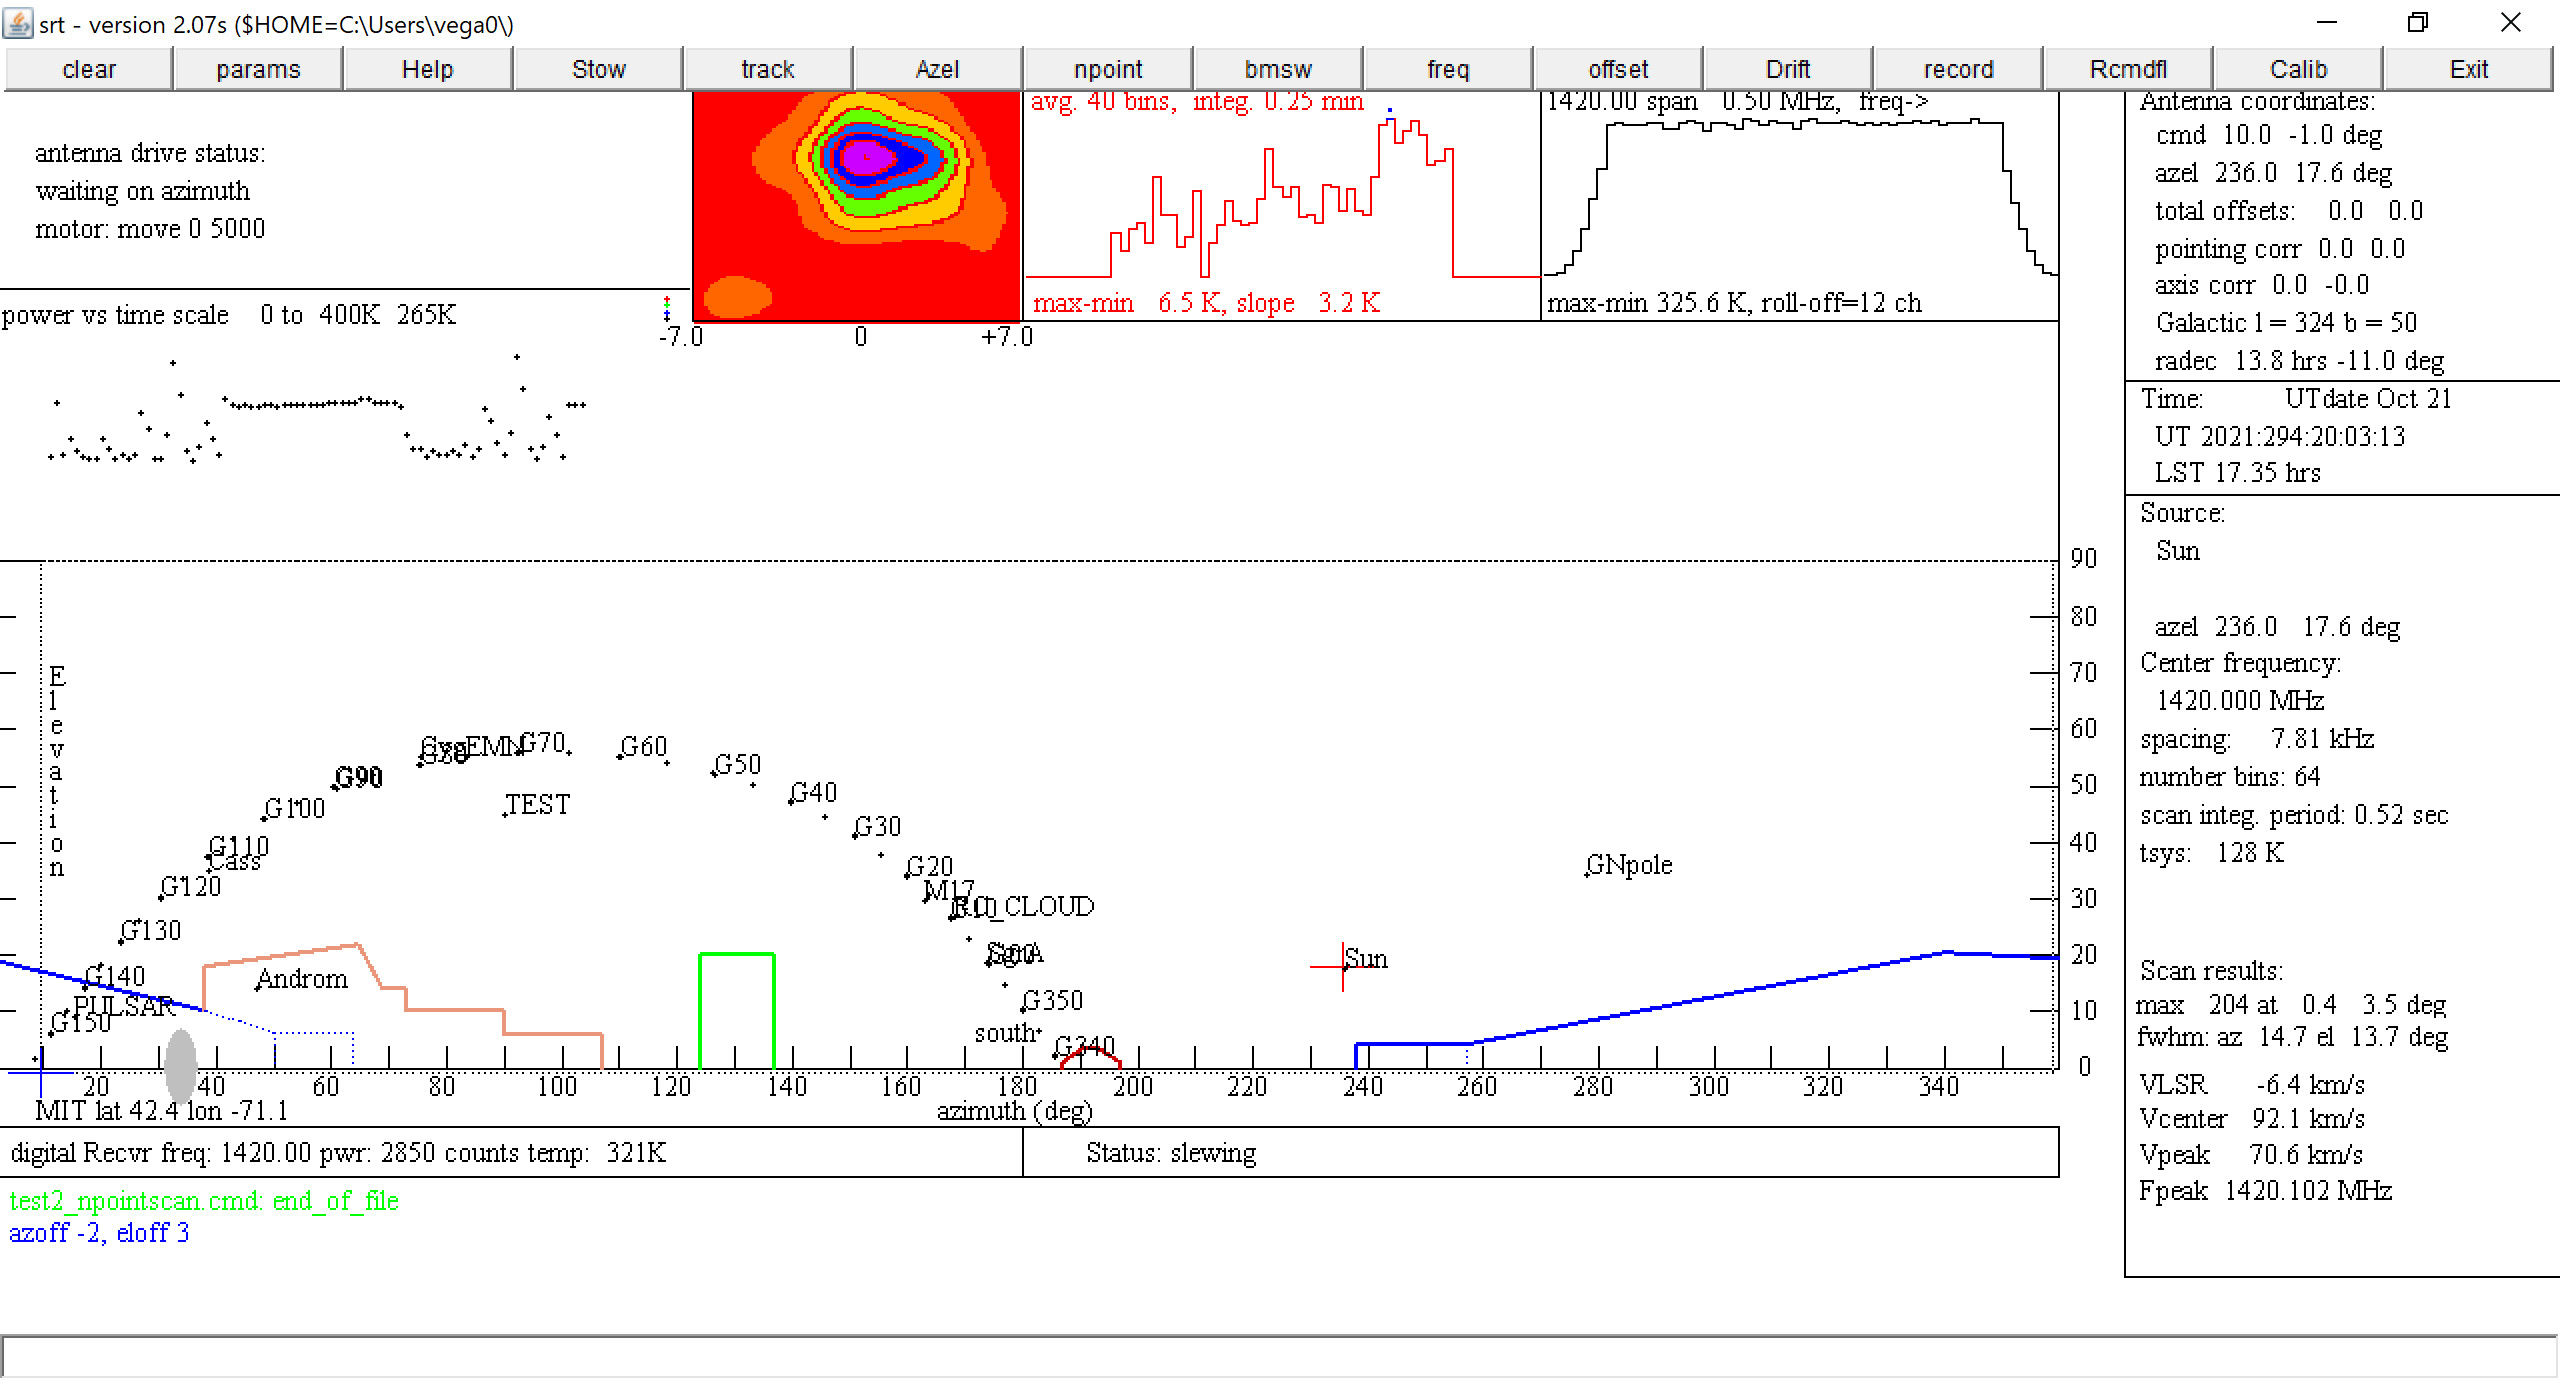 srt - version 2.07s ($HOME=C:\Users\vega0\)
clear params Help Stow track Azel npoint bmsw freq offset Drift record Rcmdfl Calib Exit
antenna drive status:
waiting on azimuth
motor: move 0 5000
power vs time scale 0 to 400K 265K
-7.0 0 +7.0
avg. 40 bins, integ. 0.25 min
max-min 6.5 K, slope 3.2 K
1420.00 span 0.50 MHz, freq->
max-min 325.6 K, roll-off=12 ch
Antenna coordinates:
cmd 10.0 -1.0 deg
azel 236.0 17.6 deg
total offsets: 0.0 0.0
pointing corr 0.0 0.0
axis corr 0.0 -0.0
Galactic l = 324 b = 50
radec 13.8 hrs -11.0 deg
Time: UTdate Oct 21
UT 2021:294:20:03:13
LST 17.35 hrs
Source:
Sun
azel 236.0 17.6 deg
Center frequency:
1420.000 MHz
spacing: 7.81 kHz
number bins: 64
scan integ. period: 0.52 sec
tsys: 128 K
Scan results:
max 204 at 0.4 3.5 deg
fwhm: az 14.7 el 13.7 deg
VLSR -6.4 km/s
Vcenter 92.1 km/s
Vpeak 70.6 km/s
Fpeak 1420.102 MHz
90
80
70
60
50
40
30
20
10
0
Elevation
G70
G60
G50
G90
G40
G100
TEST
G30
G110
Cass
G20
GNpole
G120
M17
G130
Sun
G140
Androm
G350
PULSAR
G150
south
G340
20 40 60 80 100 120 140 160 180 200 220 240 260 280 300 320 340
MIT lat 42.4 lon -71.1
azimuth (deg)
digital Recvr freq: 1420.00 pwr: 2850 counts temp: 321K
Status: slewing
test2_npointscan.cmd: end_of_file
azoff -2, eloff 3